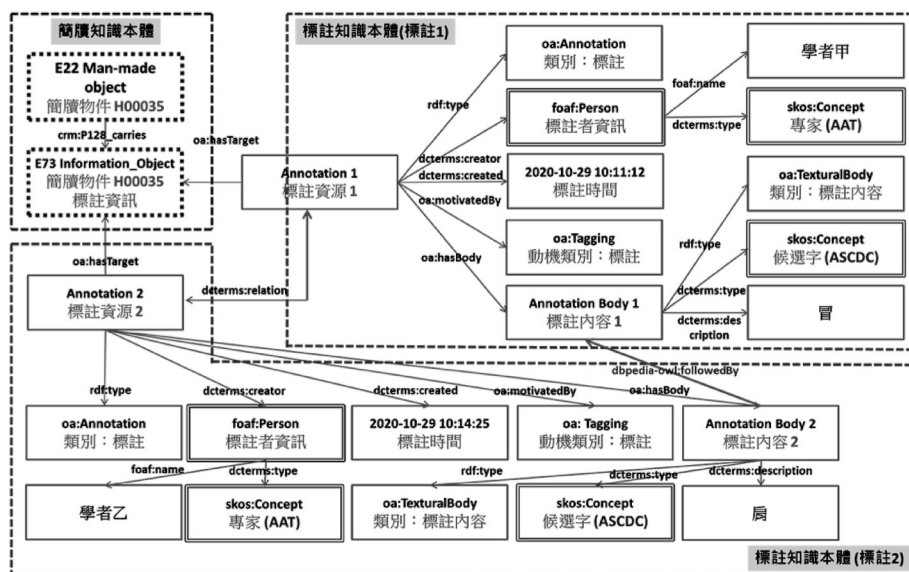 簡牘知識本體
E22 Man-made
object
簡牘物件 H00035
crm:P128_carries
E73 Information_Object
簡牘物件 H00035
標註資訊
標註知識本體(標註1)
oa:hasTarget
Annotation 1
標註資源 1
rdf:type
dcterms:creator
dcterms:created
oa:motivatedBy
oa:hasBody
oa:Annotation
類別：標註
foaf:Person
標註者資訊
2020-10-29 10:11:12
標註時間
oa:Tagging
動機類別：標註
Annotation Body 1
標註內容 1
foaf:name
dcterms:type
學者甲
skos:Concept
專家 (AAT)
rdf:type
dcterms:type
dcterms:des
cription
oa:TexturalBody
類別：標註內容
skos:Concept
候選字 (ASCDC)
冒
oa:hasTarget
Annotation 2
標註資源 2
dcterms:relation
dbpedia-owl:followedBy
rdf:type
dcterms:creator
dcterms:created
oa:motivatedBy
oa:hasBody
oa:Annotation
類別：標註
foaf:Person
標註者資訊
2020-10-29 10:14:25
標註時間
oa: Tagging
動機類別：標註
Annotation Body 2
標註內容 2
foaf:name
dcterms:type
rdf:type
dcterms:type
dcterms:description
學者乙
skos:Concept
專家 (AAT)
oa:TexturalBody
類別：標註內容
skos:Concept
候選字 (ASCDC)
肩
標註知識本體 (標註2)